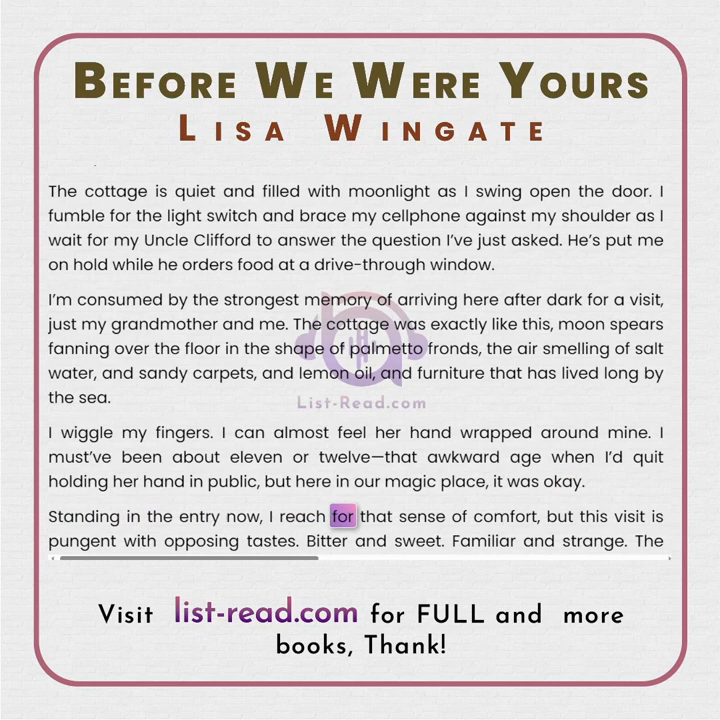 BEFORE WE WERE YOURS
LISA WINGATE
The cottage is quiet and filled with moonlight as I swing open the door. I
fumble for the light switch and brace my cellphone against my shoulder as I
wait for my Uncle Clifford to answer the question I’ve just asked. He’s put me
on hold while he orders food at a drive-through window.
I’m consumed by the strongest memory of arriving here after dark for a visit,
just my grandmother and me. The cottage was exactly like this, moon spears
fanning over the floor in the shape of palmetto fronds, the air smelling of salt
water, and sandy carpets, and lemon oil, and furniture that has lived long by
the sea.
List-Read.com
I wiggle my fingers. I can almost feel her hand wrapped around mine. I
must’ve been about eleven or twelve—that awkward age when I’d quit
holding her hand in public, but here in our magic place, it was okay.
Standing in the entry now, I reach for that sense of comfort, but this visit is
pungent with opposing tastes. Bitter and sweet. Familiar and strange. The
Visit list-read.com for FULL and more
books, Thank!